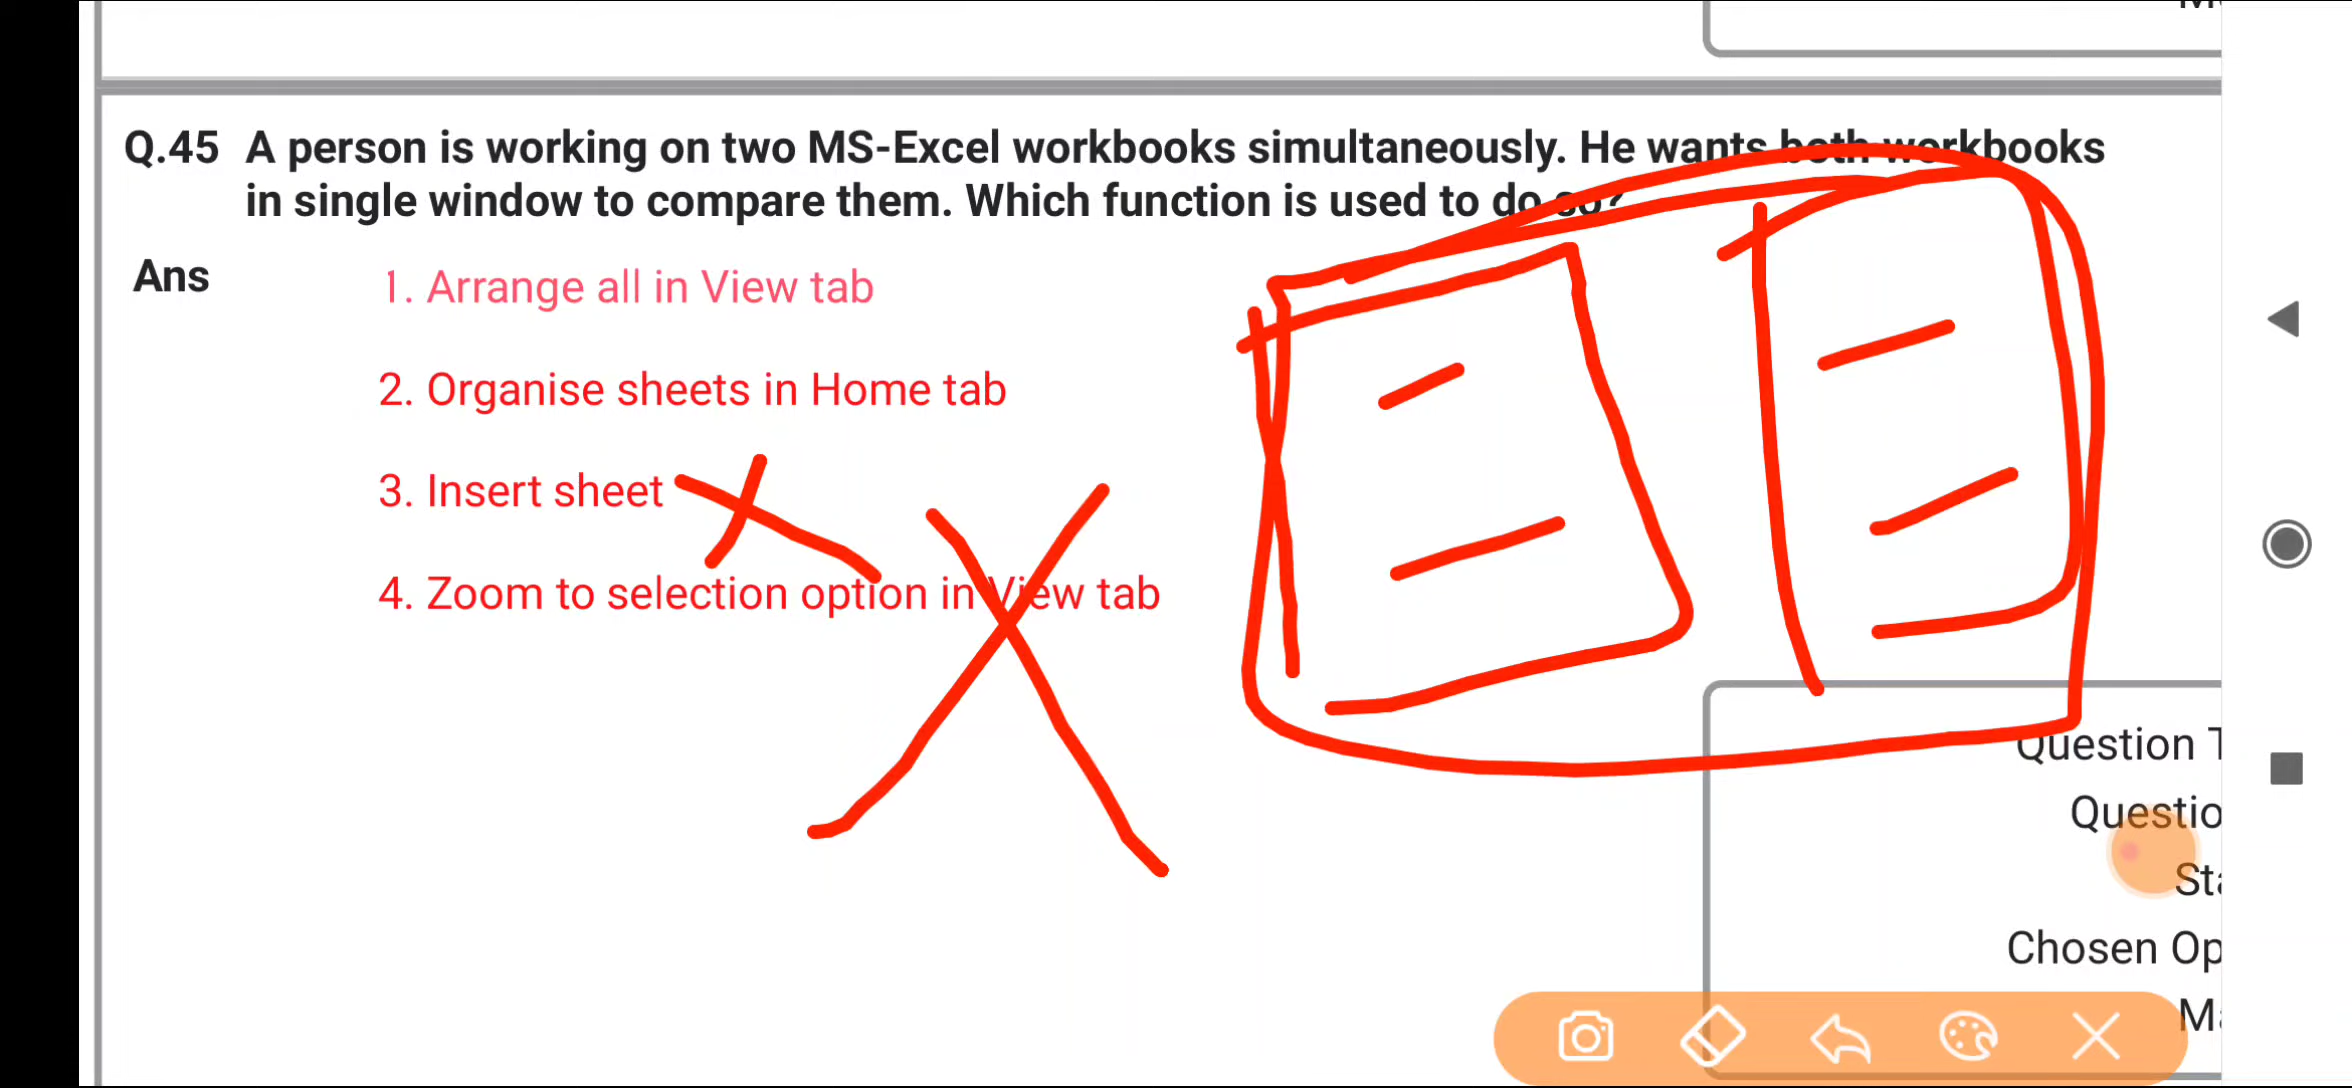 Q.45 A person is working on two MS-Excel workbooks simultaneously. He wants both workbooks
in single window to compare them. Which function is used to do so?
Ans 1. Arrange all in View tab
2. Organise sheets in Home tab
3. Insert sheet
4. Zoom to selection option in View tab
Question
Chosen